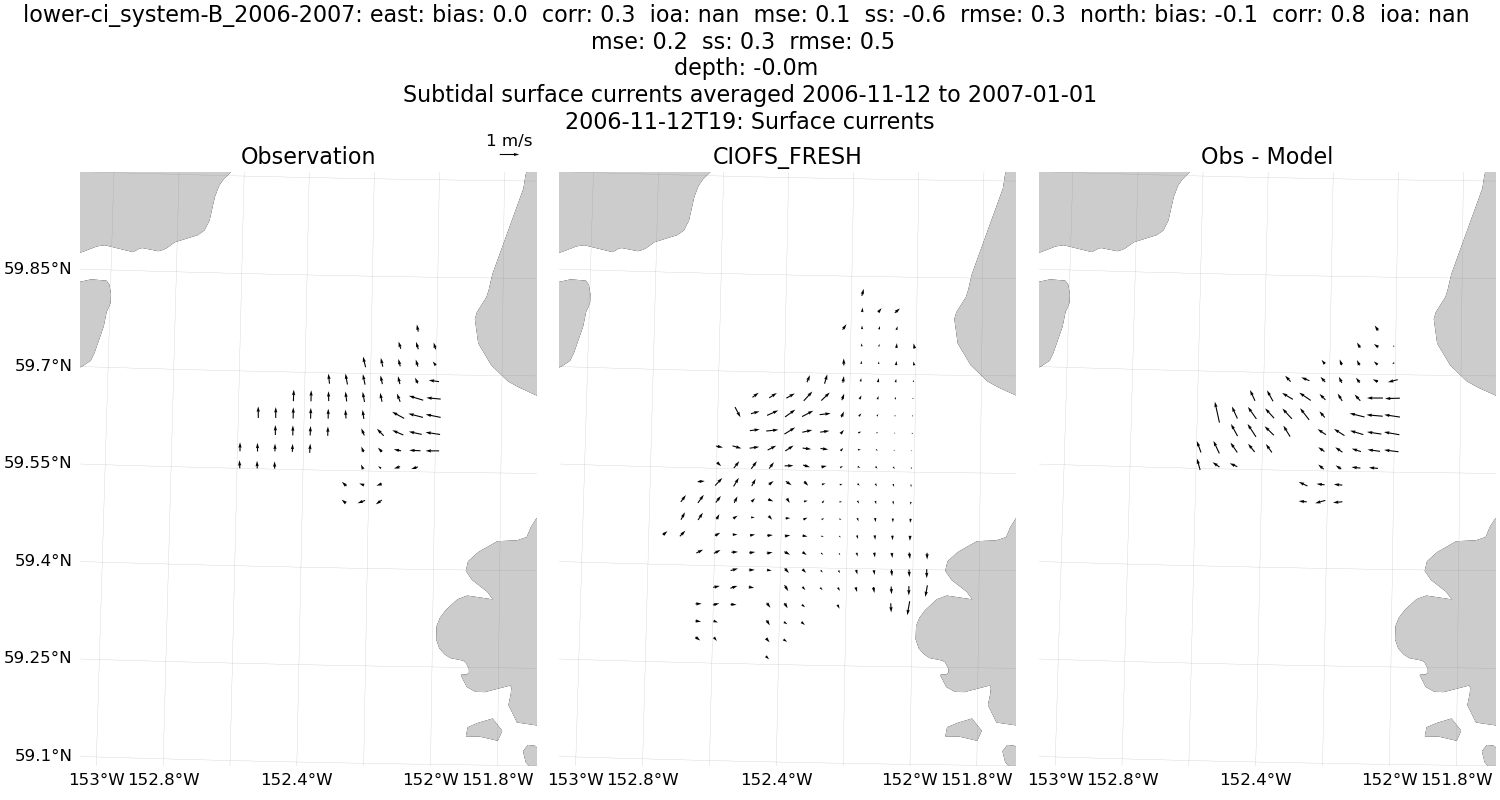 lower-ci_system-B_2006-2007: east: bias: 0.0 corr: 0.3 ioa: nan mse: 0.1 ss: -0.6 rmse: 0.3 north: bias: -0.1 corr: 0.8 ioa: nan
mse: 0.2 ss: 0.3 rmse: 0.5
depth: -0.0m
Subtidal surface currents averaged 2006-11-12 to 2007-01-01
2006-11-12T19: Surface currents
1 m/s
Observation
CIOFS_FRESH
Obs - Model
59.85°N
59.7°N
59.55°N
59.4°N
59.25°N
59.1°N
153°W 152.8°W 152.4°W 152°W 151.8°W
153°W 152.8°W 152.4°W 152°W 151.8°W
153°W 152.8°W 152.4°W 152°W 151.8°W